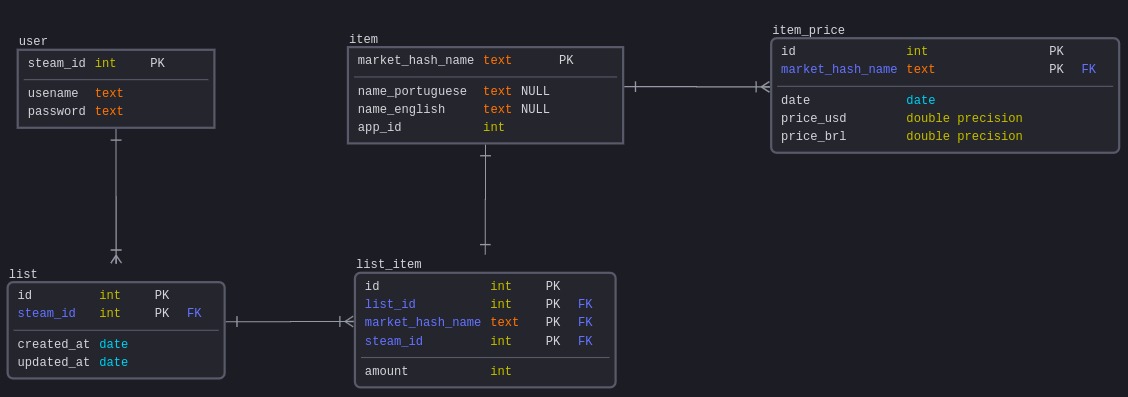 user
steam_id int PK
usename text
password text
item
market_hash_name text PK
name_portuguese text NULL
name_english text NULL
app_id int
item_price
id int PK
market_hash_name text PK FK
date date
price_usd double precision
price_brl double precision
list
id int PK
steam_id int PK FK
created_at date
updated_at date
list_item
id int PK
list_id int PK FK
market_hash_name text PK FK
steam_id int PK FK
amount int